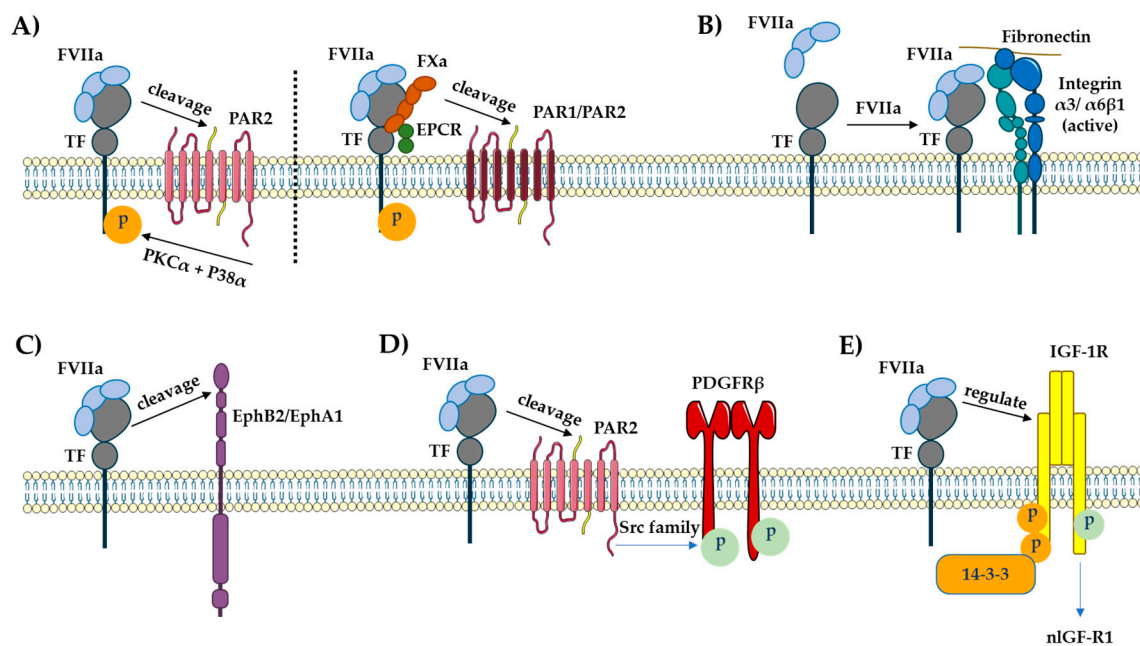 A)
FVIIa
cleavage
PAR2
TF
P
PKCα + P38α
FVIIa
FXa
cleavage
PAR1/PAR2
EPCR
TF
P
B)
FVIIa
Fibronectin
FVIIa
Integrin
α3/ α6β1
(active)
FVIIa
TF
TF
C)
FVIIa
cleavage
EphB2/EphA1
TF
D)
FVIIa
cleavage
PAR2
TF
PDGFRβ
Src family
P
P
E)
FVIIa
IGF-1R
regulate
TF
P
P
P
14-3-3
nlGF-R1